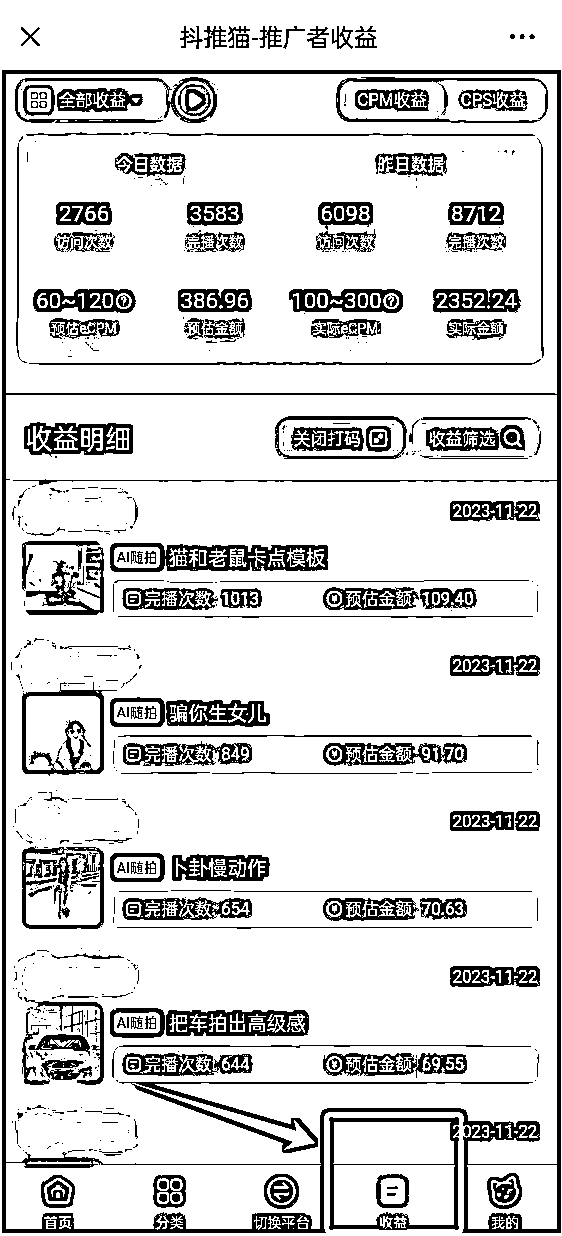 抖推猫-推广者收益
全部收益
CPM收益 CPS收益
今日数据 昨日数据
2766 3583 6098 8712
访问次数 完播次数 访问次数 完播次数
60~120 386.96 100~300 2352.24
预估eCPM 预估金额 实际eCPM 实际金额
收益明细 关闭打码 收益筛选
2023-11-22
AI随拍 猫和老鼠卡点模板
完播次数 1013 预估金额 109.40
2023-11-22
AI随拍 骗你生女儿
完播次数 849 预估金额 91.70
2023-11-22
AI随拍 卜卦慢动作
完播次数 654 预估金额 70.63
2023-11-22
AI随拍 把车拍出高级感
完播次数 644 预估金额 69.55
2023-11-22
首页 分类 切换平台 收益 我的